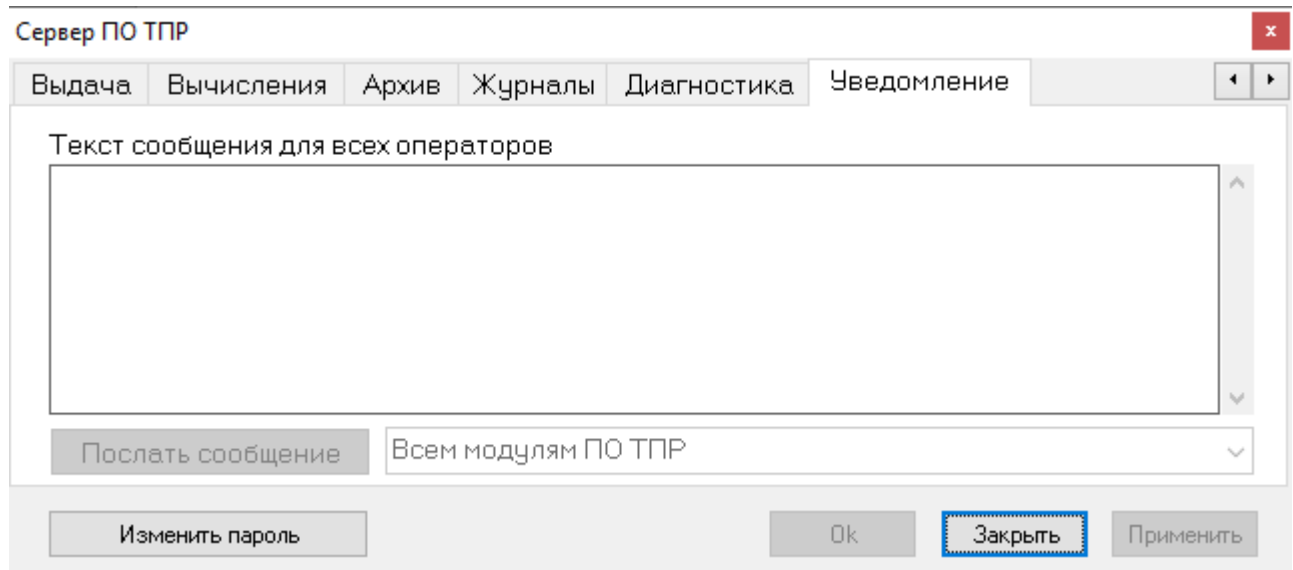 Сервер ПО ТПР
Выдача Вычисления Архив Журналы Диагностика Уведомление
Текст сообщения для всех операторов
Послать сообщение Всем модулям ПО ТПР
Изменить пароль Ok Закрыть Применить